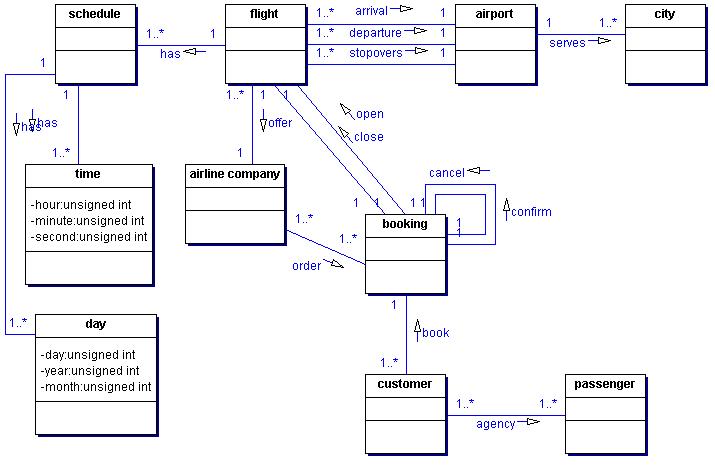 schedule
flight
airport
city
1..*
1
has
1..*
arrival
1
1..*
departure
1
1..*
stopovers
1
1
serves
1..*
1
1
has
has
1..*
1..*
offer
1
1
1
open
close
time
-hour:unsigned int
-minute:unsigned int
-second:unsigned int
airline company
1..*
order
1..*
1
1
1
1
booking
cancel
confirm
1
1
1
book
1..*
1..*
day
-day:unsigned int
-year:unsigned int
-month:unsigned int
customer
1..*
agency
1..*
passenger